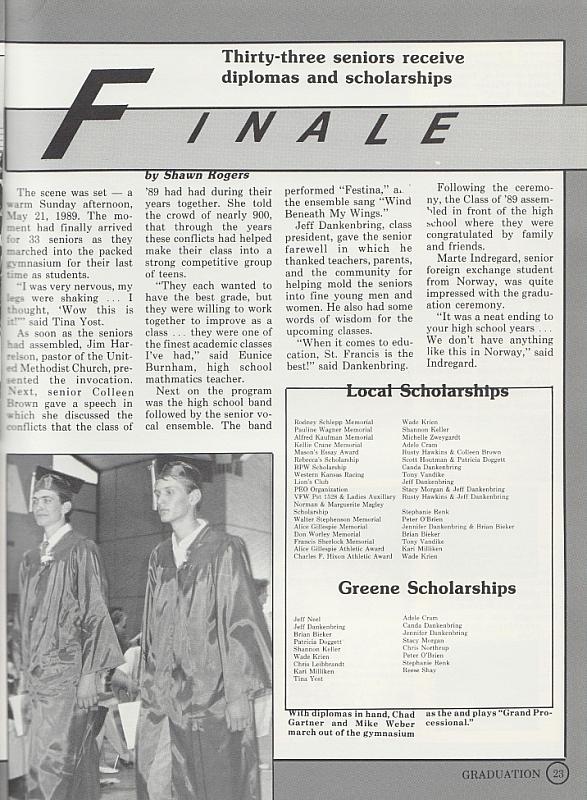 Thirty-three seniors receive
diplomas and scholarships
FINALE
by Shawn Rogers
The scene was set — a
warm Sunday afternoon,
May 21, 1989. The mo-
ment had finally arrived
for 33 seniors as they
marched into the packed
gymnasium for their last
time as students.
"I was very nervous, my
legs were shaking ... I
thought, 'Wow this is
it!'" said Tina Yost.
As soon as the seniors
had assembled, Jim Har-
relson, pastor of the Unit-
ed Methodist Church, pre-
sented the invocation.
Next, senior Colleen
Brown gave a speech in
which she discussed the
conflicts that the class of
'89 had had during their
years together. She told
the crowd of nearly 900,
that through the years
these conflicts had helped
make their class into a
strong competitive group
of teens.
"They each wanted to
have the best grade, but
they were willing to work
together to improve as a
class ... they were one of
the finest academic classes
I've had," said Eunice
Burnham, high school
mathmatics teacher.
Next on the program
was the high school band
followed by the senior vo-
cal ensemble. The band
performed "Festina,"
the ensemble sang "Wind
Beneath My Wings."
Jeff Dankenbring, class
president, gave the senior
farewell in which he
thanked teachers, parents,
and the community for
helping mold the seniors
into fine young men and
women. He also had some
words of wisdom for the
upcoming classes.
"When it comes to edu-
cation, St. Francis is the
best!" said Dankenbring.
Following the ceremo-
ny, the Class of '89 assem-
bled in front of the high
school where they were
congratulated by family
and friends.
Marte Indregard, senior
foreign exchange student
from Norway, was quite
impressed with the gradu-
ation ceremony.
"It was a neat ending to
your high school years ...
We don't have anything
like this in Norway," said
Indregard.
Local Scholarships
Rodney Schlepp Memorial Wade Krien
Pauline Wagner Memorial Shannon Keller
Alfred Kaufman Memorial Michelle Zweygardt
Kellie Crane Memorial Adele Cram
Mason's Essay Award Rusty Hawkins & Colleen Brown
Rebecca's Scholarship Scott Houtman & Patricia Doggett
BPW Scholarship Canda Dankenbring
Western Kansas Racing Tony Vandike
Lion's Club Jeff Dankenbring
PEO Organization Stacy Morgan & Jeff Dankenbring
VFW Pst 1528 & Ladies Auxiliary Rusty Hawkins & Jeff Dankenbring
Norman & Marguerite Magley
Scholarship Stephanie Renk
Walter Stephenson Memorial Peter O'Brien
Alice Gillespie Memorial Jennifer Dankenbring & Brian Bieker
Don Worley Memorial Brian Bieker
Francis Sherlock Memorial Tony Vandike
Alice Gillespie Athletic Award Kari Milliken
Charles F. Hixon Athletic Award Wade Krien
Greene Scholarships
Jeff Neel
Jeff Dankenbring
Brian Bieker
Patricia Doggett
Shannon Keller
Wade Krien
Chris Leibbrandt
Kari Milliken
Tina Yost
Adele Cram
Canda Dankenbring
Jennifer Dankenbring
Stacy Morgan
Chris Northrup
Peter O'Brien
Stephanie Renk
Reese Shay
With diplomas in hand, Chad
Gartner and Mike Weber
march out of the gymnasium
as the and plays "Grand Pro-
cessional."
GRADUATION 23